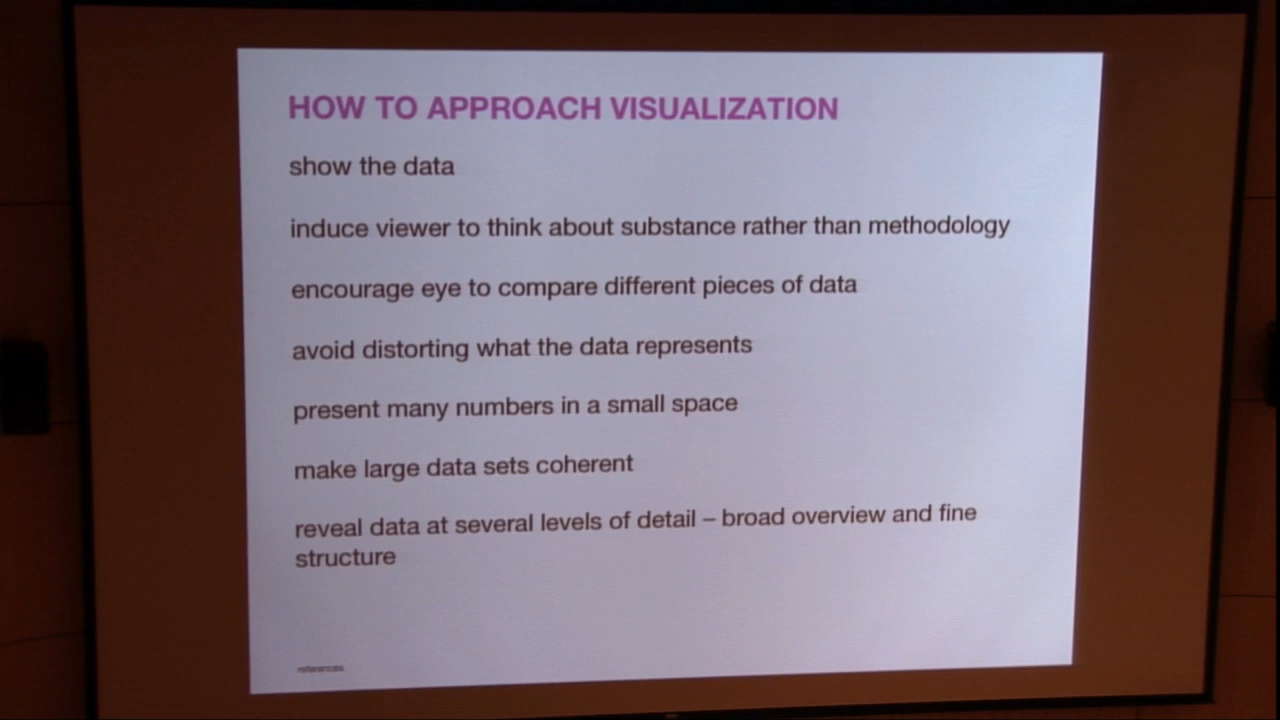 HOW TO APPROACH VISUALIZATION
show the data
induce viewer to think about substance rather than methodology
encourage eye to compare different pieces of data
avoid distorting what the data represents
present many numbers in a small space
make large data sets coherent
reveal data at several levels of detail – broad overview and fine
structure
references